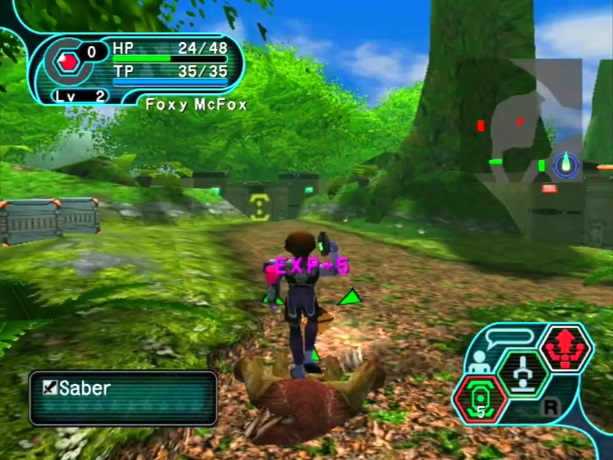 0
HP 24/48
TP 35/35
Lv 2
Foxy McFox
EXP-5
Saber
5
R